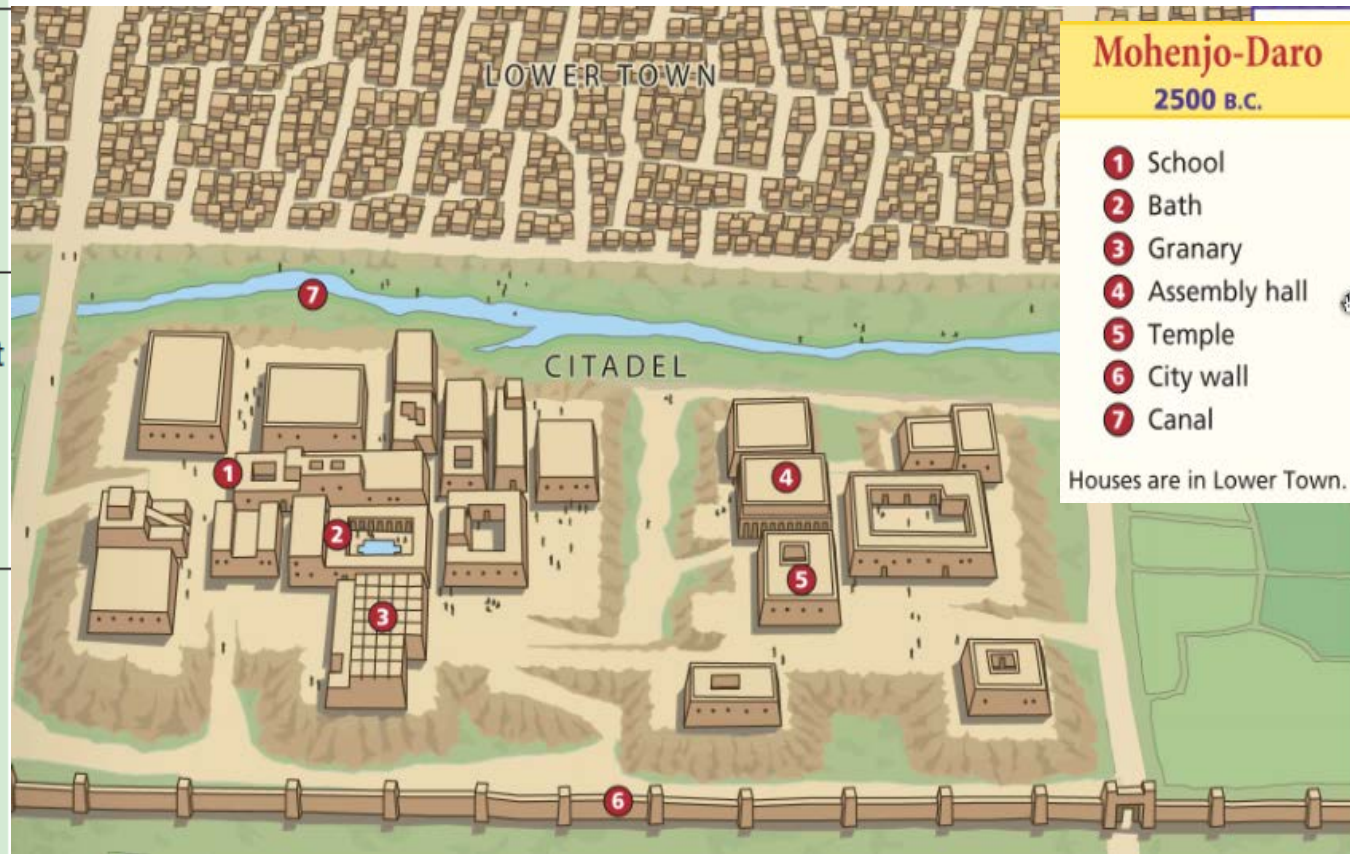 LOWER TOWN
7
CITADEL
1
4
2
5
3
6
t
Mohenjo-Daro
2500 B.C.
1 School
2 Bath
3 Granary
4 Assembly hall
5 Temple
6 City wall
7 Canal
Houses are in Lower Town.